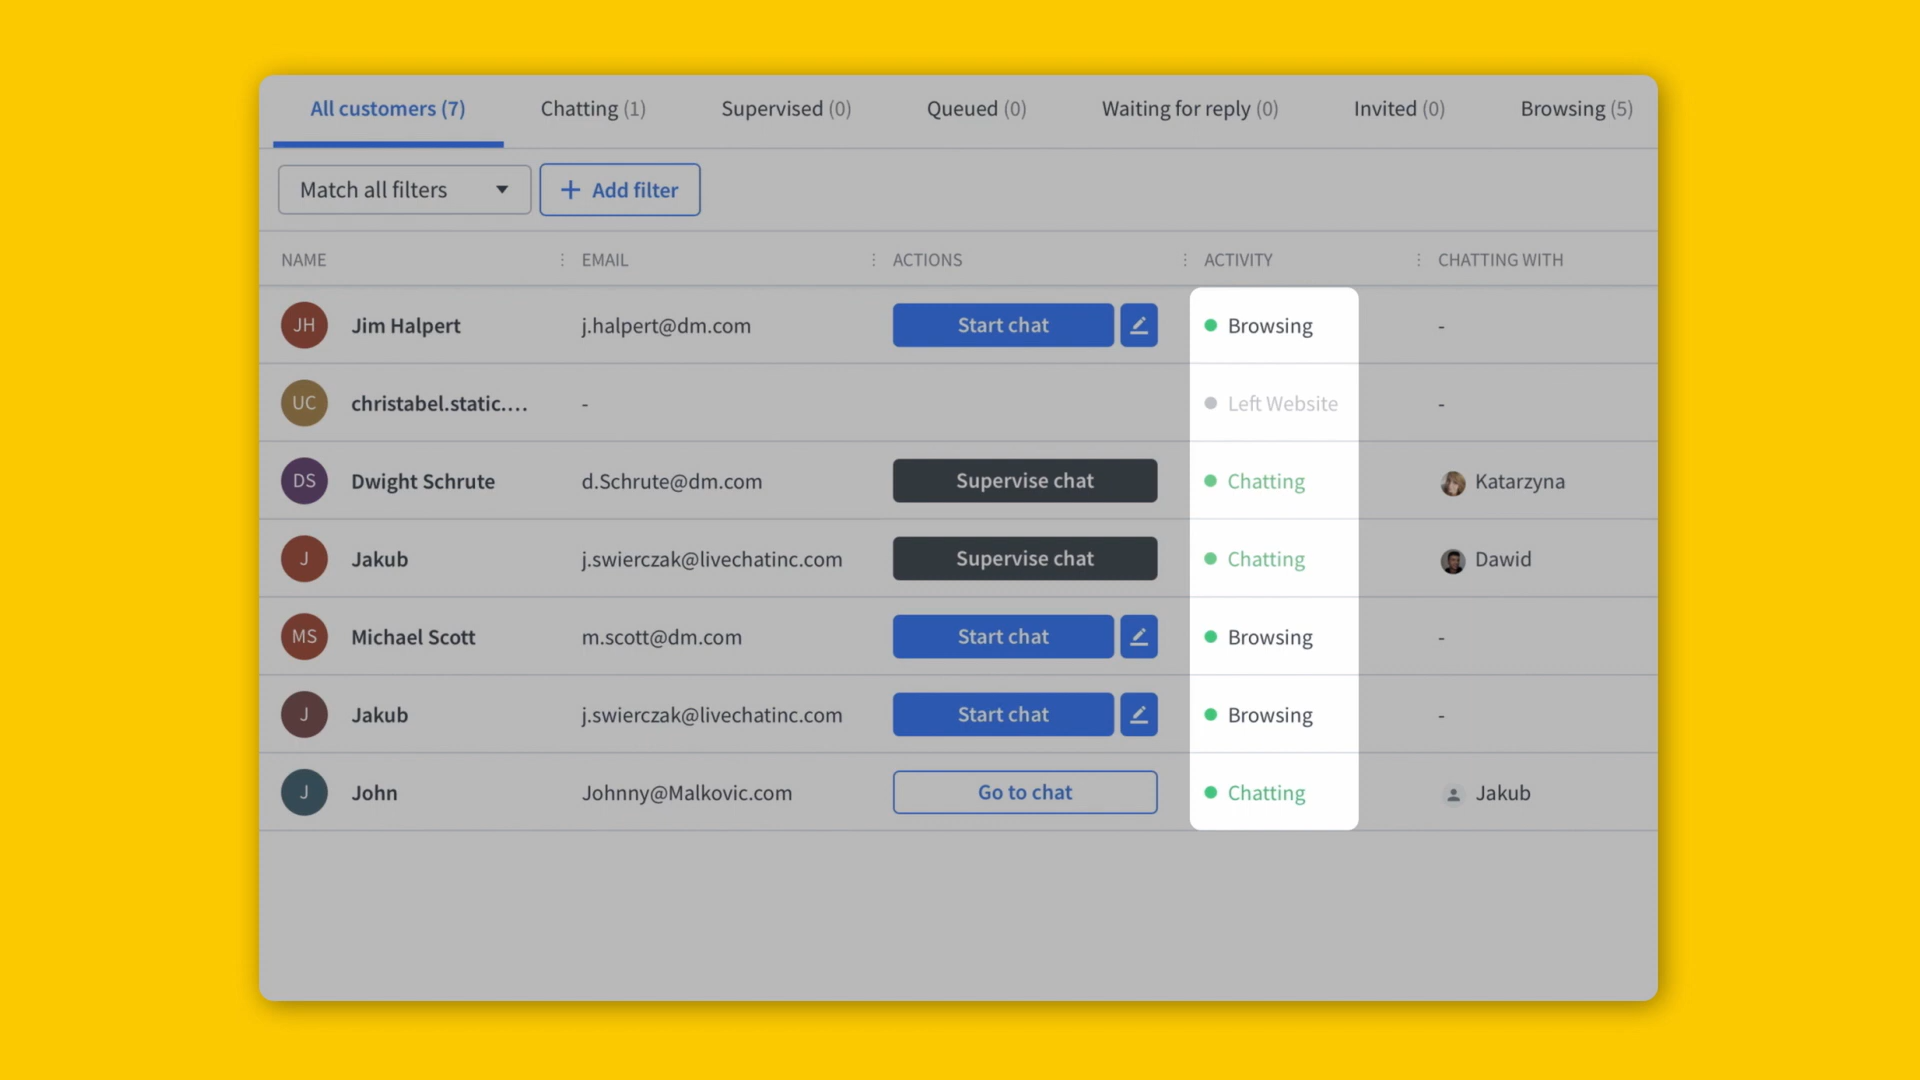 All customers (7) Chatting (1) Supervised (0) Queued (0) Waiting for reply (0) Invited (0) Browsing (5)
Match all filters + Add filter
NAME EMAIL ACTIONS ACTIVITY CHATTING WITH
JH Jim Halpert j.halpert@dm.com Start chat Browsing -
UC christabel.static.... - Left Website -
DS Dwight Schrute d.Schrute@dm.com Supervise chat Chatting Katarzyna
J Jakub j.swierczak@livechatinc.com Supervise chat Chatting Dawid
MS Michael Scott m.scott@dm.com Start chat Browsing -
J Jakub j.swierczak@livechatinc.com Start chat Browsing -
J John Johnny@Malkovic.com Go to chat Chatting Jakub